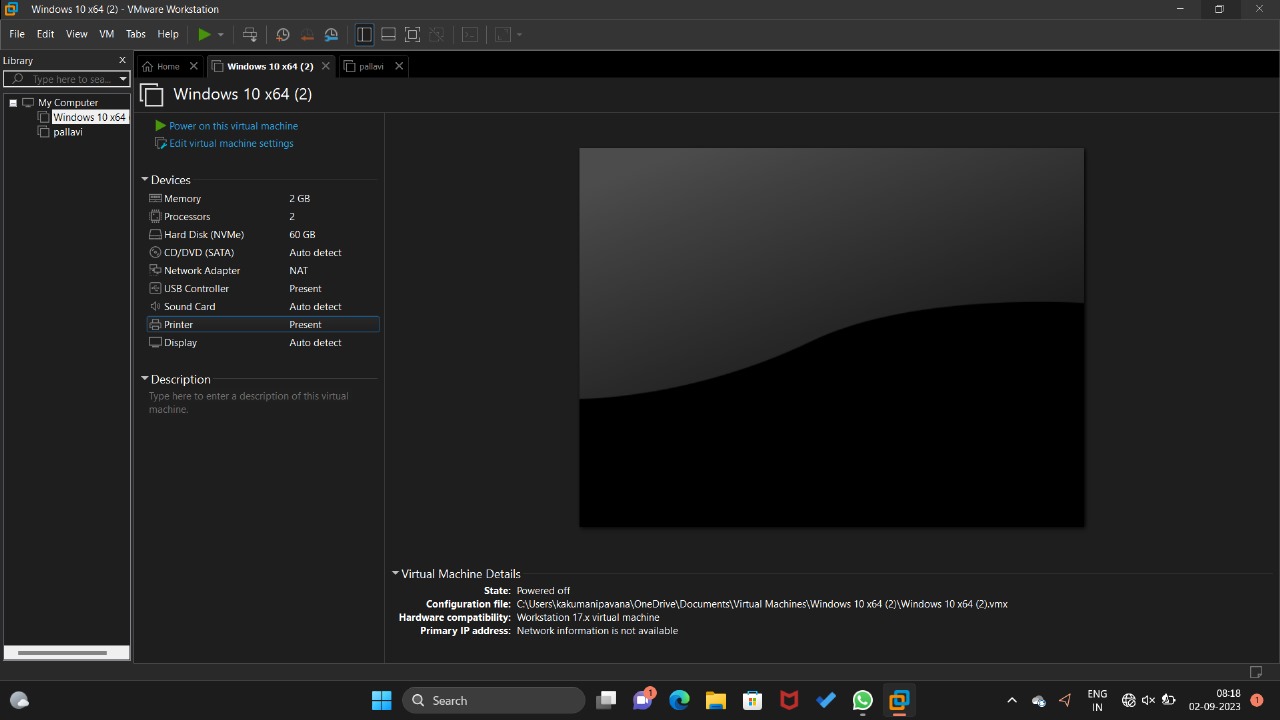 Windows 10 x64 (2) - VMware Workstation
File Edit View VM Tabs Help
Library
Type here to sea...
My Computer
Windows 10 x64
pallavi
Home
Windows 10 x64 (2)
pallavi
Windows 10 x64 (2)
Power on this virtual machine
Edit virtual machine settings
Devices
Memory 2 GB
Processors 2
Hard Disk (NVMe) 60 GB
CD/DVD (SATA) Auto detect
Network Adapter NAT
USB Controller Present
Sound Card Auto detect
Printer Present
Display Auto detect
Description
Type here to enter a description of this virtual
machine.
Virtual Machine Details
State: Powered off
Configuration file: C:\Users\kakumanipavana\OneDrive\Documents\Virtual Machines\Windows 10 x64 (2)\Windows 10 x64 (2).vmx
Hardware compatibility: Workstation 17.x virtual machine
Primary IP address: Network information is not available
Search
1
ENG
IN
08:18
02-09-2023
1